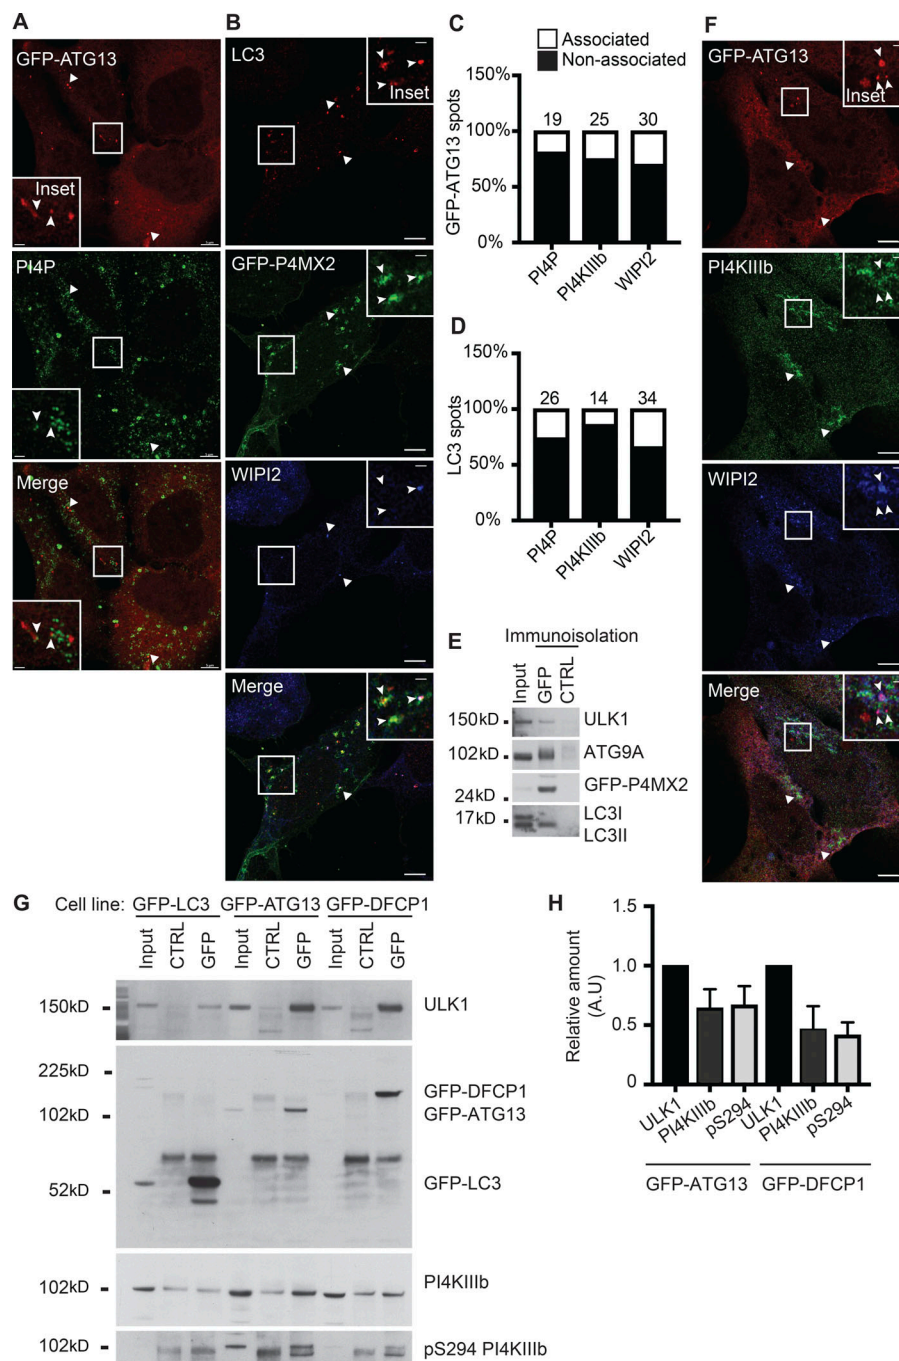 A
GFP-ATG13
Inset
PI4P
Merge
B
LC3
Inset
GFP-P4MX2
WIPI2
Merge
C
Associated
Non-associated
GFP-ATG13 spots
150%
100%
50%
0%
19 25 30
PI4P PI4KIIIb WIPI2
D
LC3 spots
150%
100%
50%
0%
26 14 34
PI4P PI4KIIIb WIPI2
E
Immunoisolation
Input GFP CTRL
150kD ULK1
102kD ATG9A
GFP-P4MX2
24kD
17kD LC3I
LC3II
F
GFP-ATG13
Inset
PI4KIIIb
WIPI2
Merge
G
Cell line: GFP-LC3 GFP-ATG13 GFP-DFCP1
Input CTRL GFP Input CTRL GFP Input CTRL GFP
150kD ULK1
225kD
GFP-DFCP1
102kD GFP-ATG13
52kD GFP-LC3
102kD PI4KIIIb
102kD pS294 PI4KIIIb
H
Relative amount
(A.U)
1.5
1.0
0.5
0
ULK1 PI4KIIIb pS294 ULK1 PI4KIIIb pS294
GFP-ATG13 GFP-DFCP1